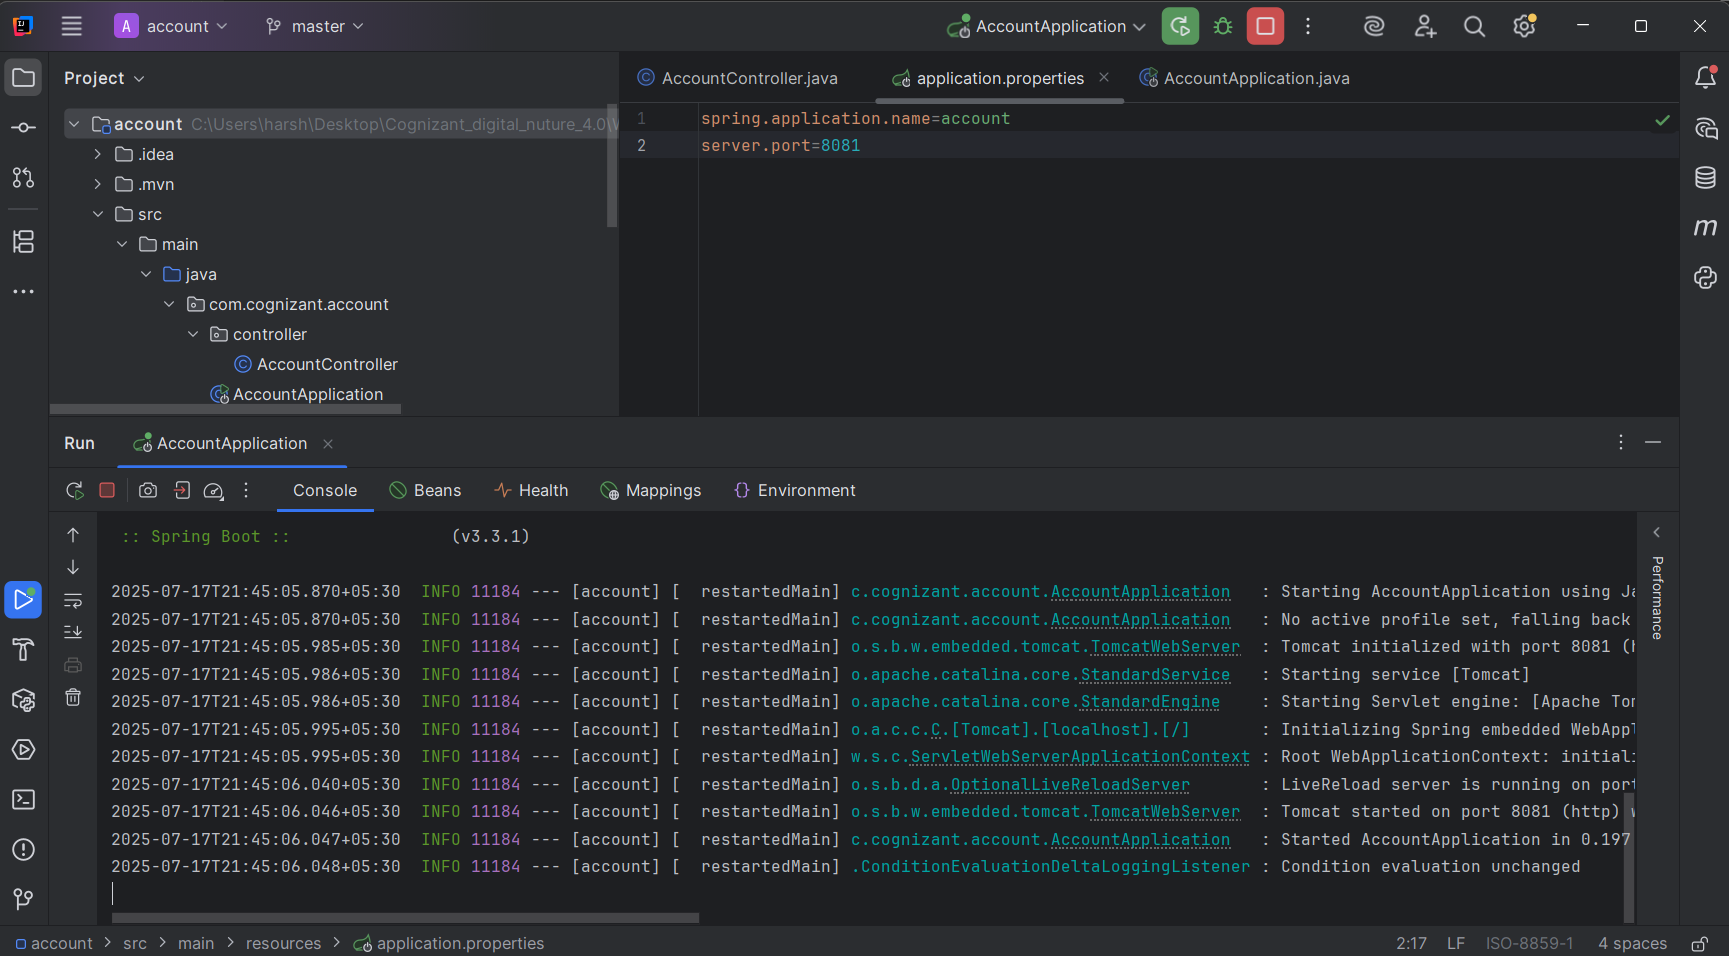 A account master AccountApplication
Project
account C:\Users\harsh\Desktop\Cognizant_digital_nuture_4.0\
.idea
.mvn
src
main
java
com.cognizant.account
controller
AccountController
AccountApplication
AccountController.java application.properties AccountApplication.java
1 spring.application.name=account
2 server.port=8081
Run AccountApplication
Console Beans Health Mappings Environment
:: Spring Boot :: (v3.3.1)
2025-07-17T21:45:05.870+05:30 INFO 11184 --- [account] [ restartedMain] c.cognizant.account.AccountApplication : Starting AccountApplication using Ja
2025-07-17T21:45:05.870+05:30 INFO 11184 --- [account] [ restartedMain] c.cognizant.account.AccountApplication : No active profile set, falling back
2025-07-17T21:45:05.985+05:30 INFO 11184 --- [account] [ restartedMain] o.s.b.w.embedded.tomcat.TomcatWebServer : Tomcat initialized with port 8081 (h
2025-07-17T21:45:05.986+05:30 INFO 11184 --- [account] [ restartedMain] o.apache.catalina.core.StandardService : Starting service [Tomcat]
2025-07-17T21:45:05.986+05:30 INFO 11184 --- [account] [ restartedMain] o.apache.catalina.core.StandardEngine : Starting Servlet engine: [Apache Tom
2025-07-17T21:45:05.995+05:30 INFO 11184 --- [account] [ restartedMain] o.a.c.c.C.[Tomcat].[localhost].[/] : Initializing Spring embedded WebAppl
2025-07-17T21:45:05.995+05:30 INFO 11184 --- [account] [ restartedMain] w.s.c.ServletWebServerApplicationContext : Root WebApplicationContext: initiali
2025-07-17T21:45:06.040+05:30 INFO 11184 --- [account] [ restartedMain] o.s.b.d.a.OptionalLiveReloadServer : LiveReload server is running on port
2025-07-17T21:45:06.046+05:30 INFO 11184 --- [account] [ restartedMain] o.s.b.w.embedded.tomcat.TomcatWebServer : Tomcat started on port 8081 (http) w
2025-07-17T21:45:06.047+05:30 INFO 11184 --- [account] [ restartedMain] c.cognizant.account.AccountApplication : Started AccountApplication in 0.197
2025-07-17T21:45:06.048+05:30 INFO 11184 --- [account] [ restartedMain] .ConditionEvaluationDeltaLoggingListener : Condition evaluation unchanged
Performance
account > src > main > resources > application.properties 2:17 LF ISO-8859-1 4 spaces